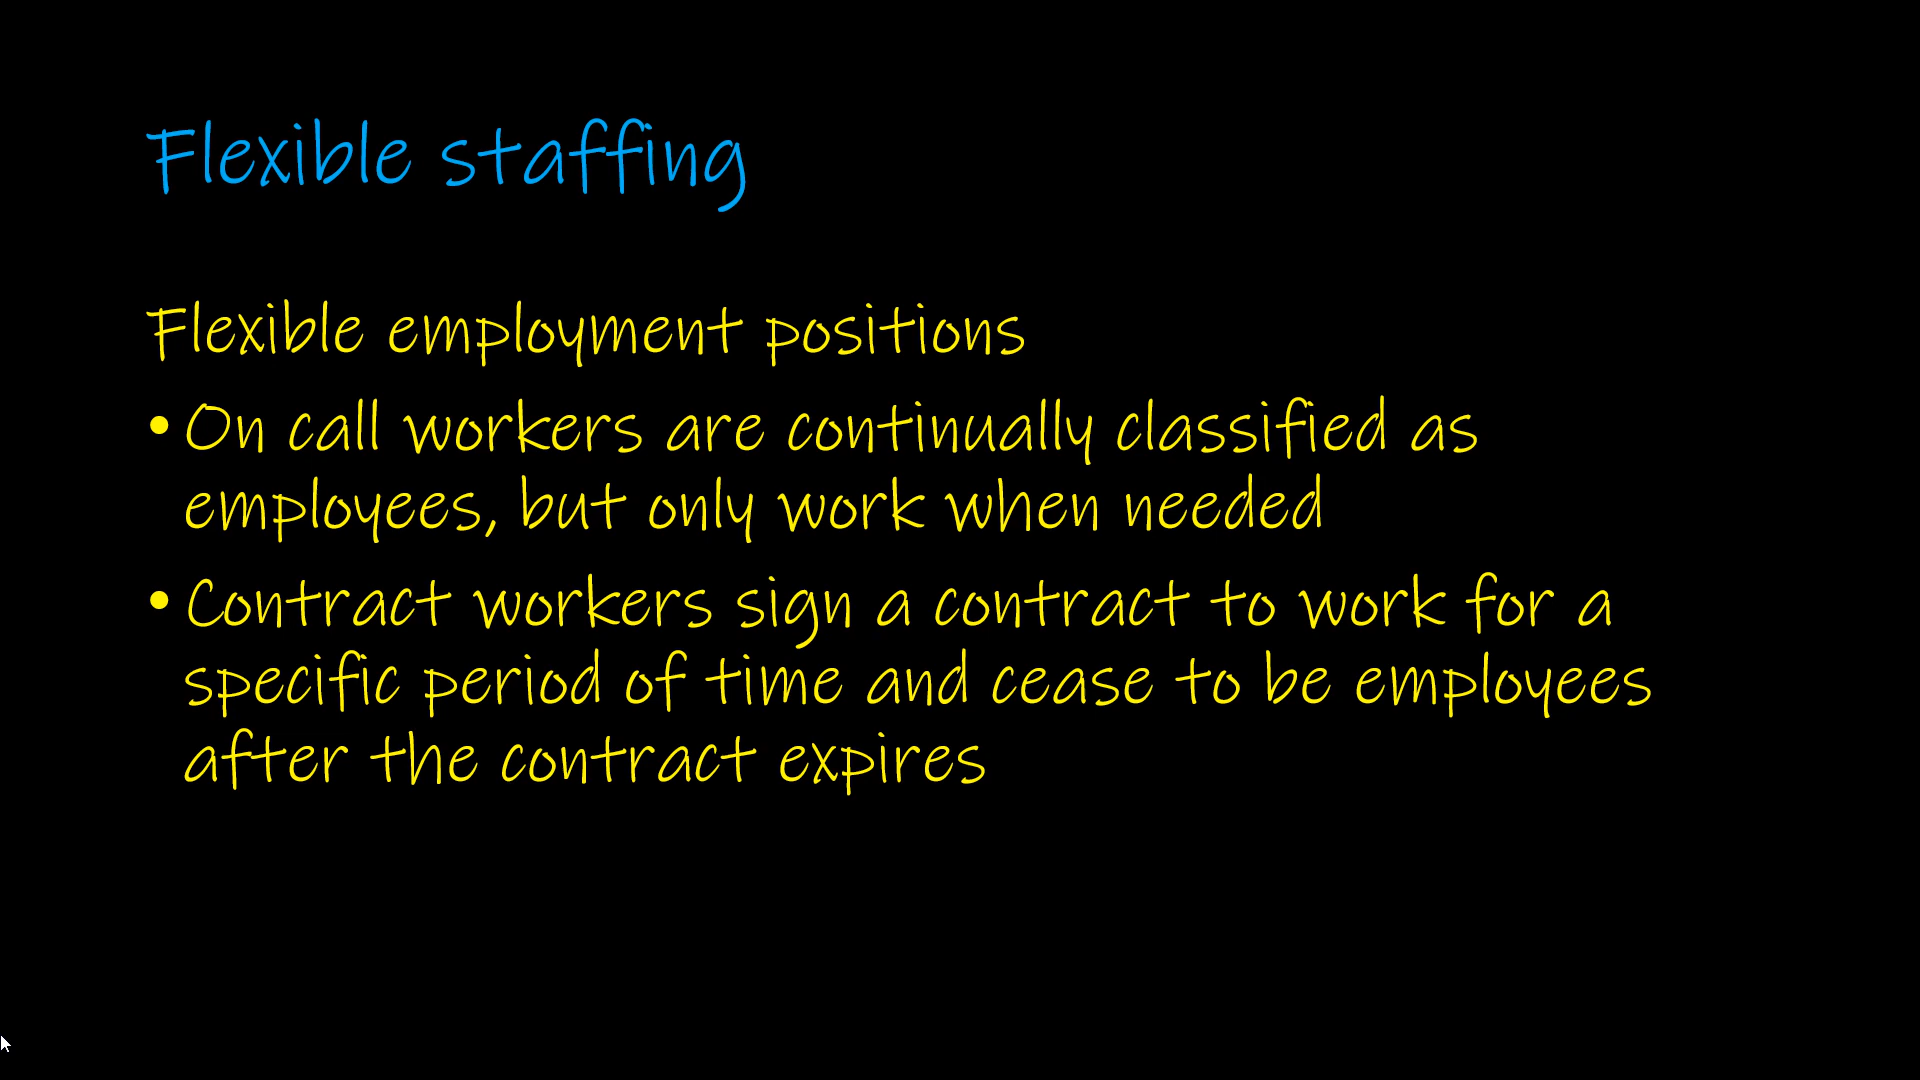 Flexible staffing
Flexible employment positions
• On call workers are continually classified as
employees, but only work when needed
• Contract workers sign a contract to work for a
specific period of time and cease to be employees
after the contract expires